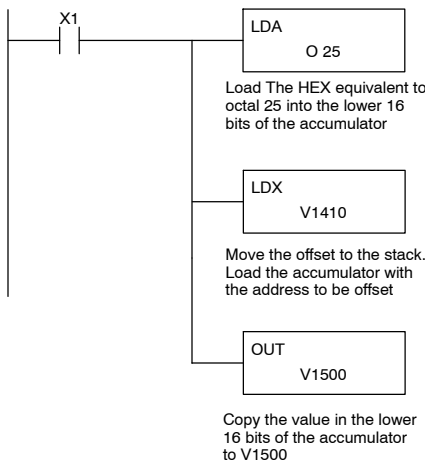 X1
LDA
O 25
Load The HEX equivalent to
octal 25 into the lower 16
bits of the accumulator
LDX
V1410
Move the offset to the stack.
Load the accumulator with
the address to be offset
OUT
V1500
Copy the value in the lower
16 bits of the accumulator
to V1500